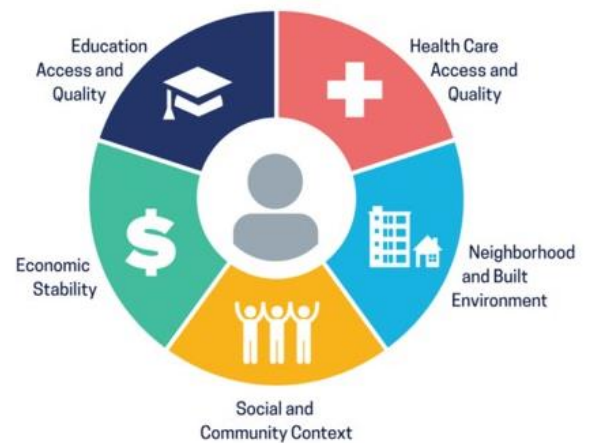 Education
Access and
Quality
Health Care
Access and
Quality
Economic
Stability
$
Neighborhood
and Built
Environment
Social and
Community Context